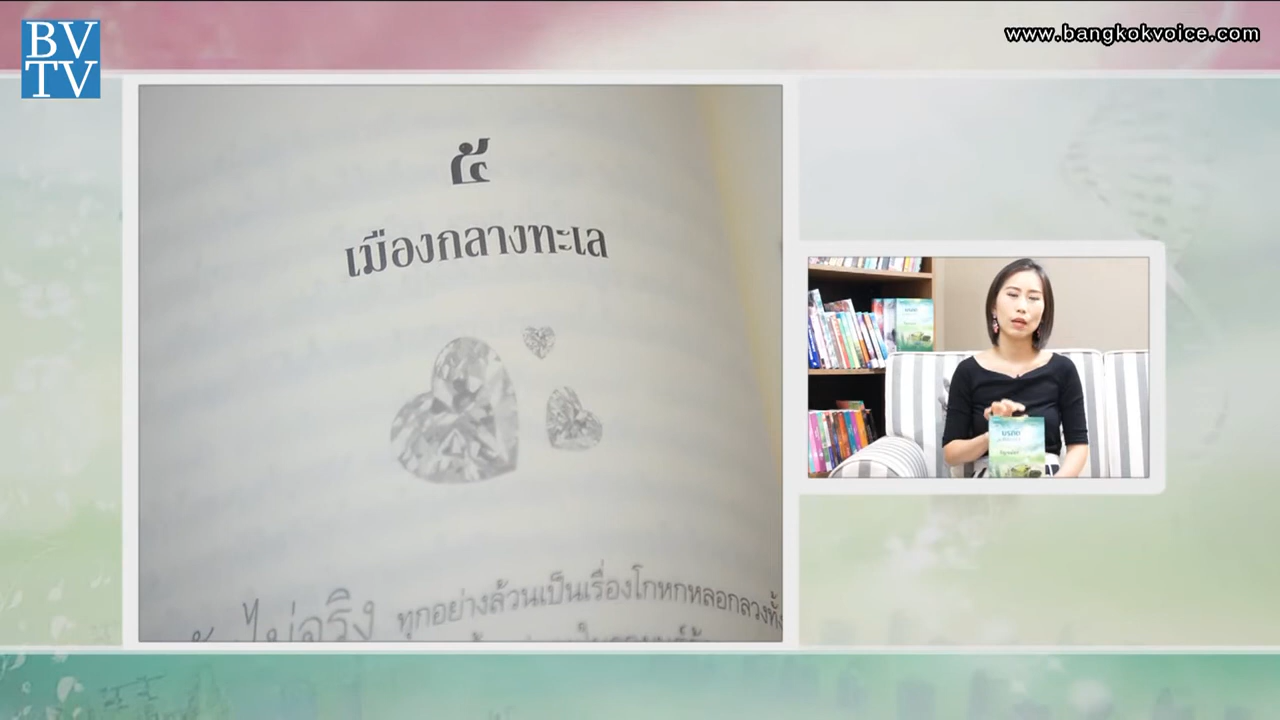 BV
TV
www.bangkokvoice.com
๕
เมืองกลางทะเล
ไม่จริง ทุกอย่างล้วนเป็นเรื่องโกหกหลอกลวงทั้ง